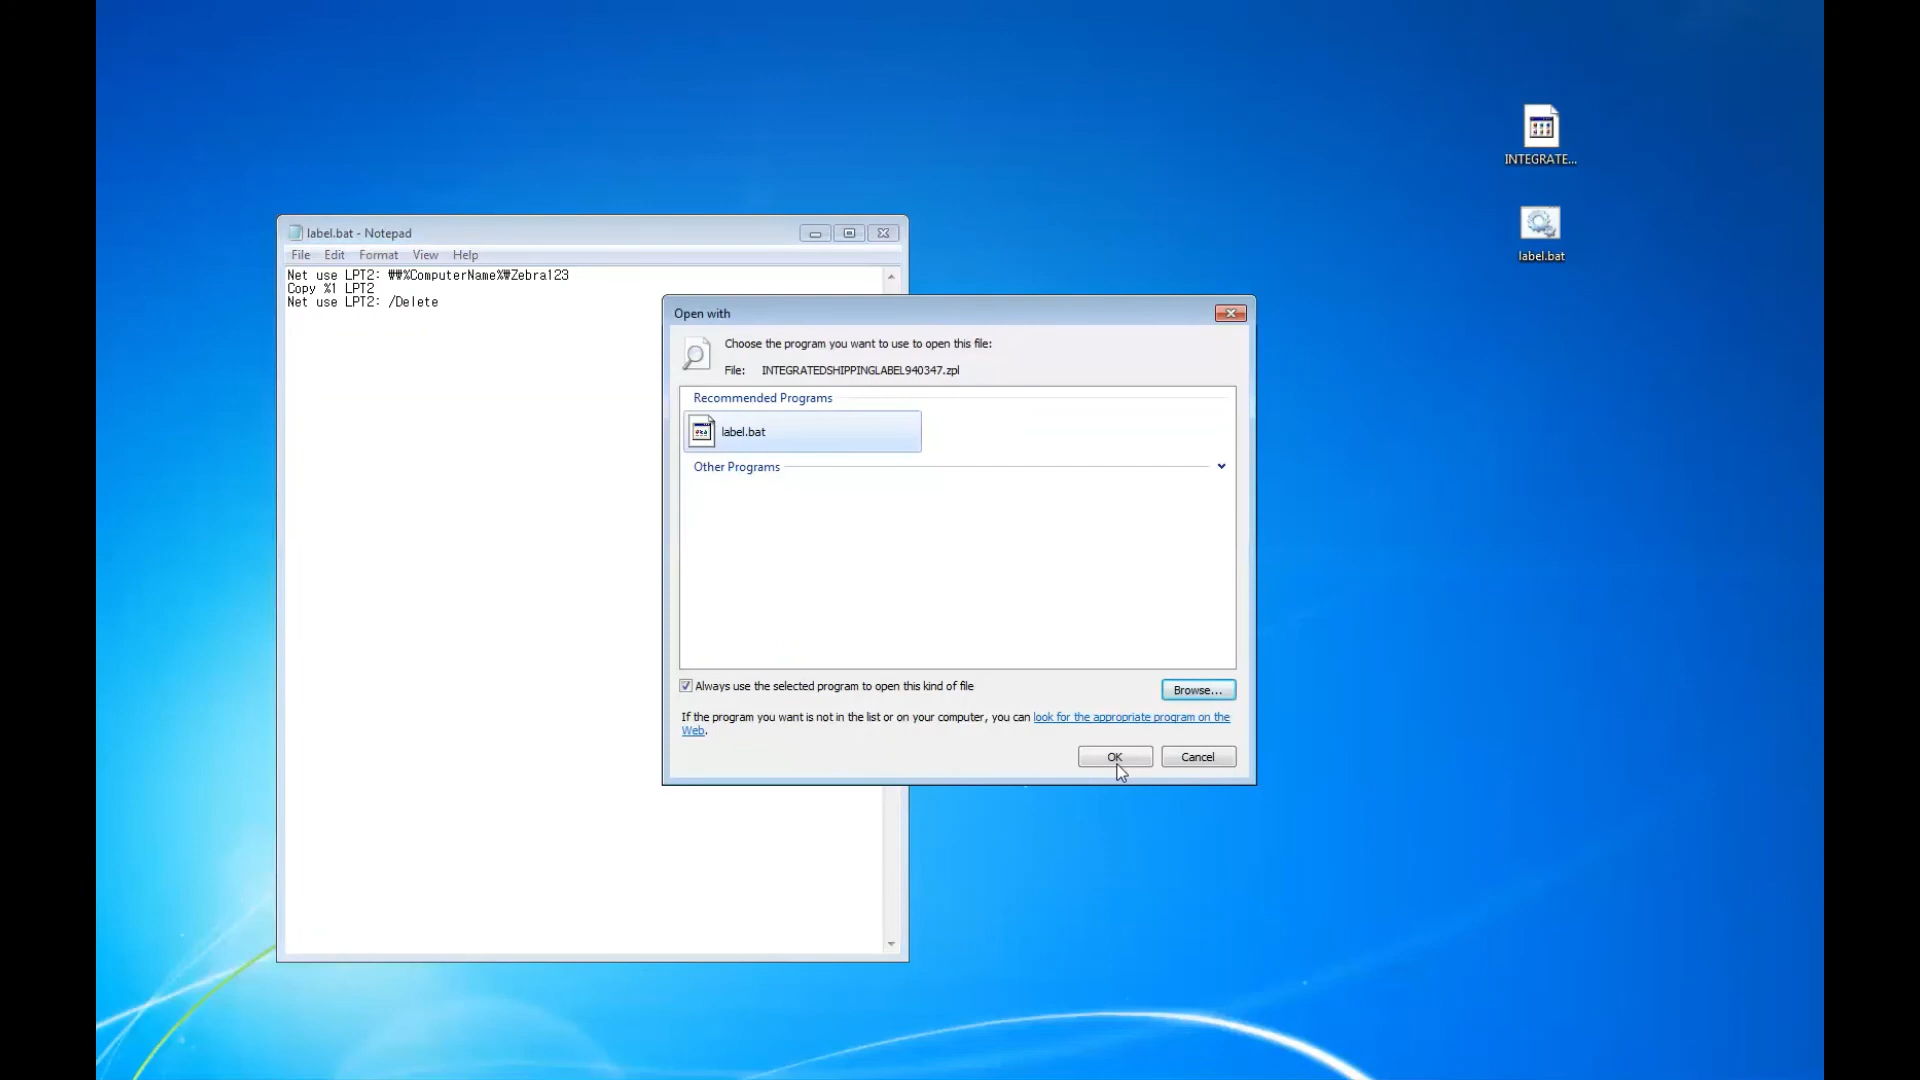 INTEGRATE...
label.bat
label.bat - Notepad
File Edit Format View Help
Net use LPT2: ₩₩%ComputerName%₩Zebra123
Copy %1 LPT2
Net use LPT2: /Delete
Open with
Choose the program you want to use to open this file:
File: INTEGRATEDSHIPPINGLABEL940347.zpl
Recommended Programs
label.bat
Other Programs
Always use the selected program to open this kind of file
Browse...
If the program you want is not in the list or on your computer, you can look for the appropriate program on the
Web.
OK Cancel